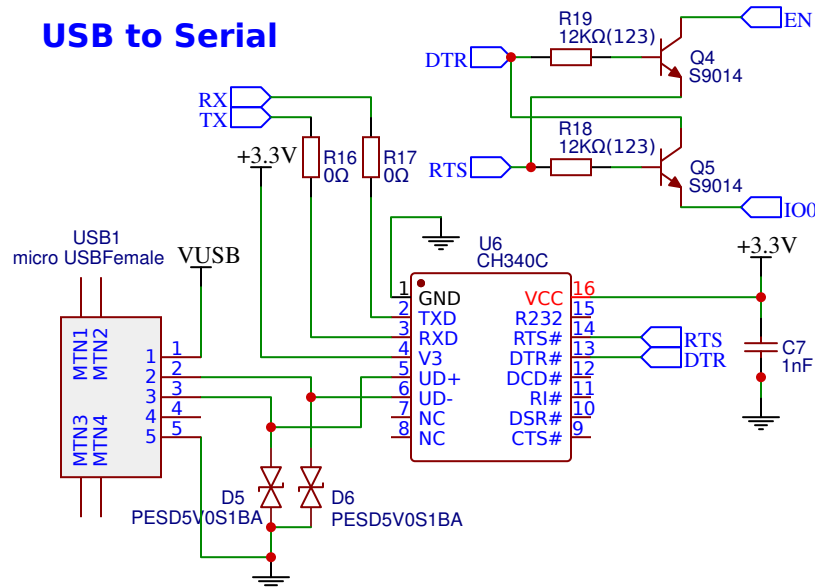 USB to Serial
R19
12KΩ(123)
EN
DTR
Q4
S9014
RX
TX
R18
12KΩ(123)
+3.3V
R16
0Ω
R17
0Ω
RTS
Q5
S9014
IO0
USB1
micro USBFemale
VUSB
U6
CH340C
+3.3V
1 GND
VCC 16
2 TXD
R232 15
3 RXD
RTS# 14
RTS
4 V3
DTR# 13
DTR
5 UD+
DCD# 12
6 UD-
RI# 11
7 NC
DSR# 10
8 NC
CTS# 9
C7
1nF
MTN1
MTN2
MTN3
MTN4
1 1
2 2
3 3
4 4
5 5
D5
PESD5V0S1BA
D6
PESD5V0S1BA